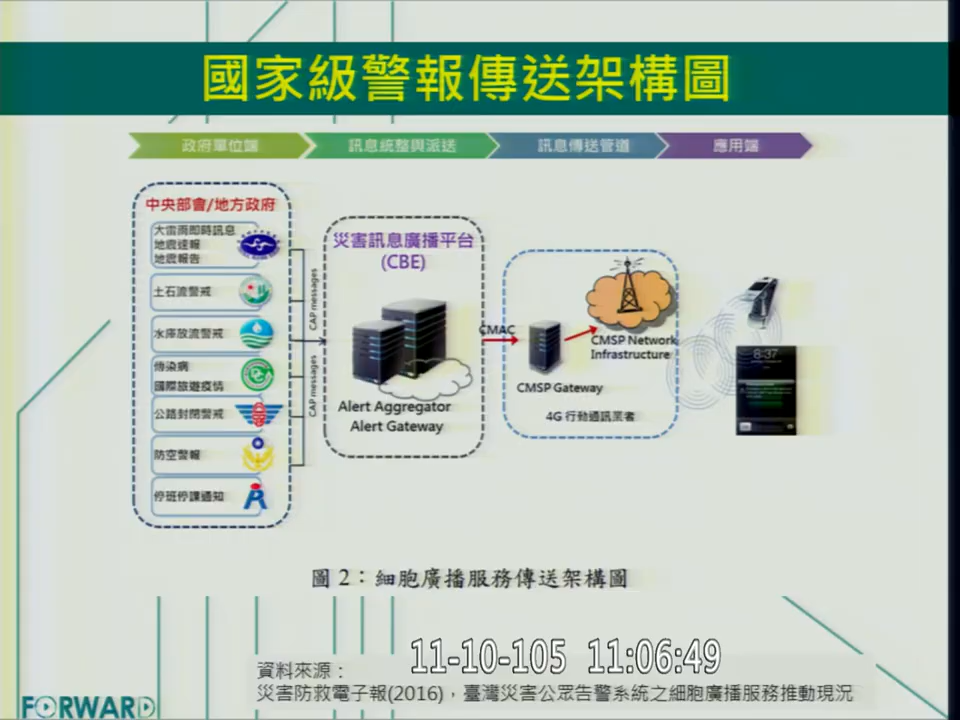 國家級警報傳送架構圖
政府單位端
訊息統整與派送
訊息傳送管道
應用端
中央部會/地方政府
大雷雨即時訊息
地震速報
地震報告
土石流警戒
水庫放流警戒
傳染病
國際旅遊疫情
公路封閉警戒
防空警報
停班停課通知
CAP messages
CAP messages
災害訊息廣播平台
(CBE)
Alert Aggregator
Alert Gateway
CMAC
CMSP Gateway
CMSP Network
Infrastructure
4G 行動通訊業者
8:37
圖 2：細胞廣播服務傳送架構圖
11-10-105 11:06:49
資料來源：
災害防救電子報(2016)，臺灣災害公眾告警系統之細胞廣播服務推動現況
FORWARD